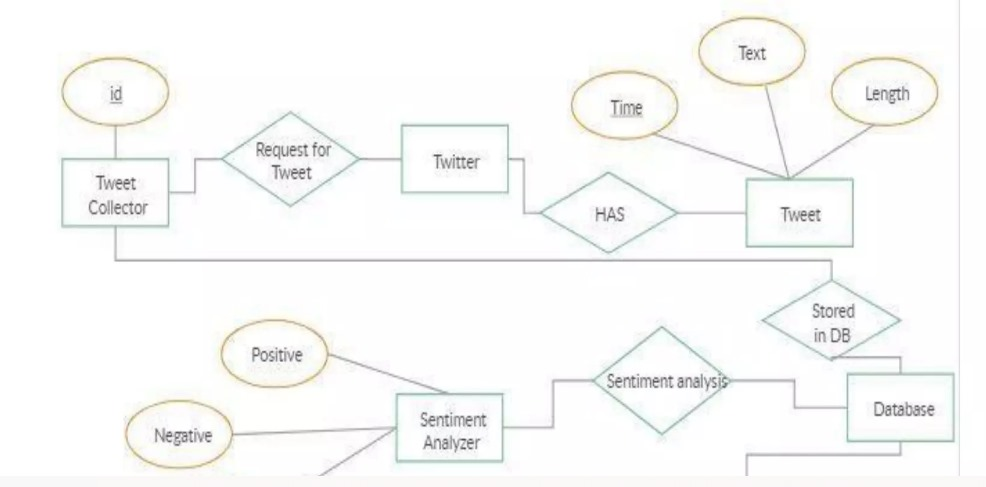 id
Text
Time
Length
Request for
Tweet
Twitter
Tweet
Collector
HAS
Tweet
Stored
in DB
Positive
Sentiment analysis
Negative
Sentiment
Analyzer
Database